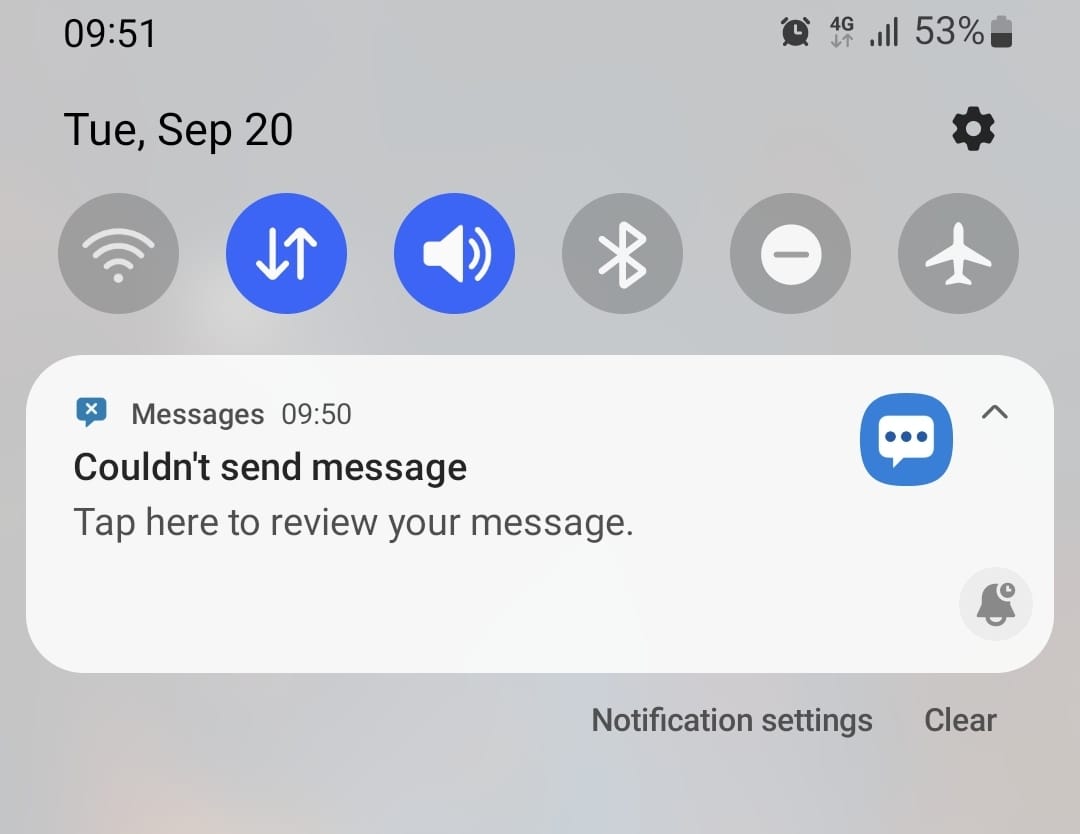 09:51 4G 53%
Tue, Sep 20
Messages 09:50
Couldn't send message
Tap here to review your message.
Notification settings Clear